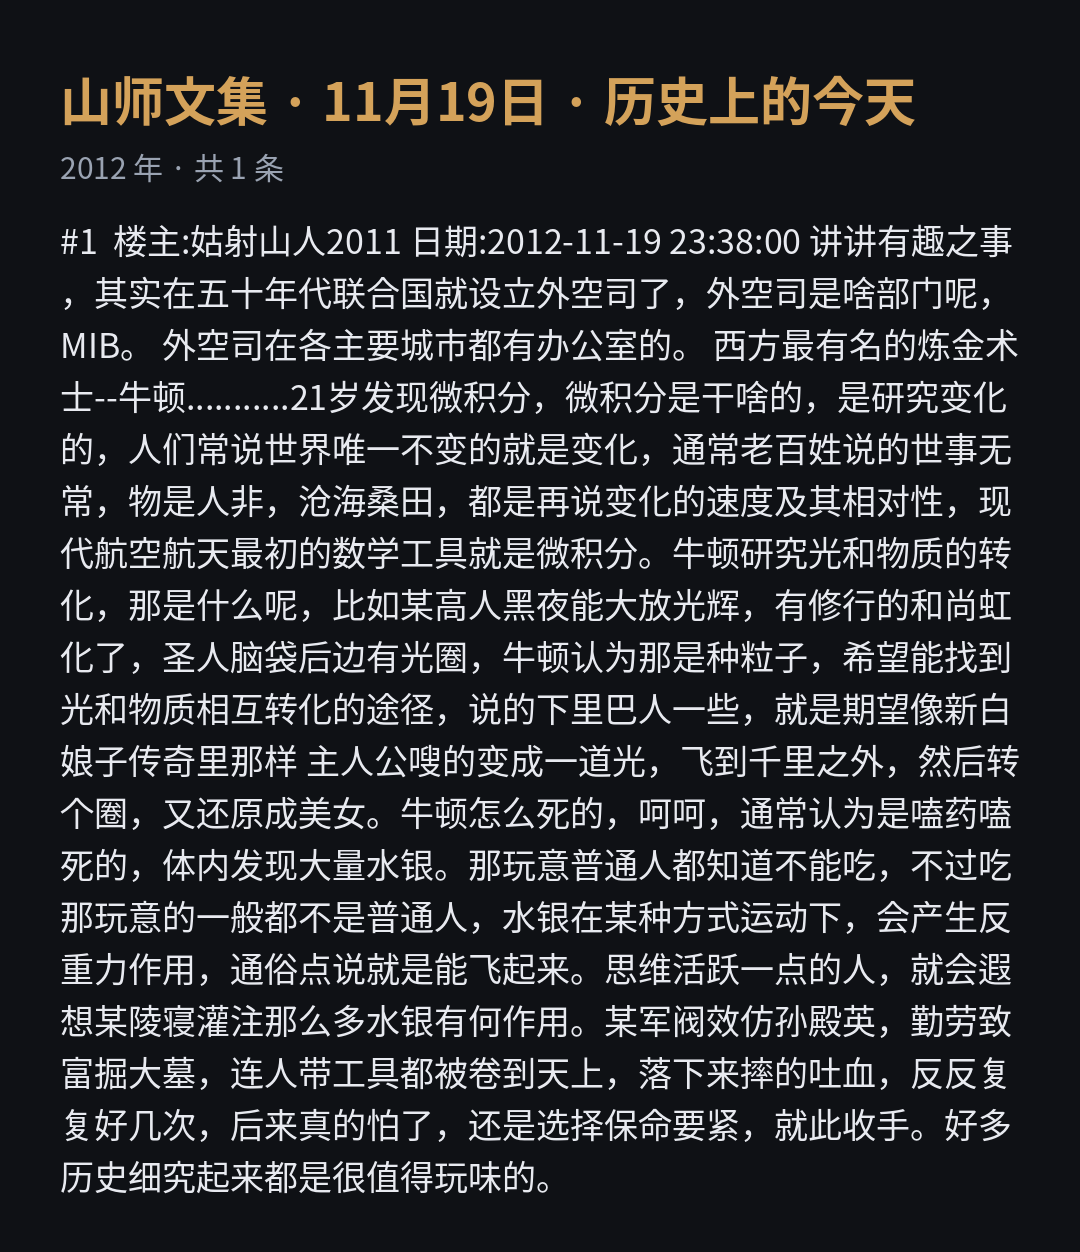 山师文集 · 11月19日 · 历史上的今天
2012 年 · 共 1 条
#1 楼主:姑射山人2011 日期:2012-11-19 23:38:00 讲讲有趣之事
，其实在五十年代联合国就设立外空司了，外空司是啥部门呢，
MIB。 外空司在各主要城市都有办公室的。 西方最有名的炼金术
士--牛顿...........21岁发现微积分，微积分是干啥的，是研究变化
的，人们常说世界唯一不变的就是变化，通常老百姓说的世事无
常，物是人非，沧海桑田，都是再说变化的速度及其相对性，现
代航空航天最初的数学工具就是微积分。牛顿研究光和物质的转
化，那是什么呢，比如某高人黑夜能大放光辉，有修行的和尚虹
化了，圣人脑袋后边有光圈，牛顿认为那是种粒子，希望能找到
光和物质相互转化的途径，说的下里巴人一些，就是期望像新白
娘子传奇里那样 主人公嗖的变成一道光， 飞到千里之外，然后转
个圈，又还原成美女。牛顿怎么死的，呵呵，通常认为是嗑药嗑
死的，体内发现大量水银。那玩意普通人都知道不能吃，不过吃
那玩意的一般都不是普通人，水银在某种方式运动下，会产生反
重力作用，通俗点说就是能飞起来。思维活跃一点的人，就会遐
想某陵寝灌注那么多水银有何作用。某军阀效仿孙殿英，勤劳致
富掘大墓，连人带工具都被卷到天上，落下来摔的吐血，反反复
复好几次，后来真的怕了，还是选择保命要紧，就此收手。好多
历史细究起来都是很值得玩味的。